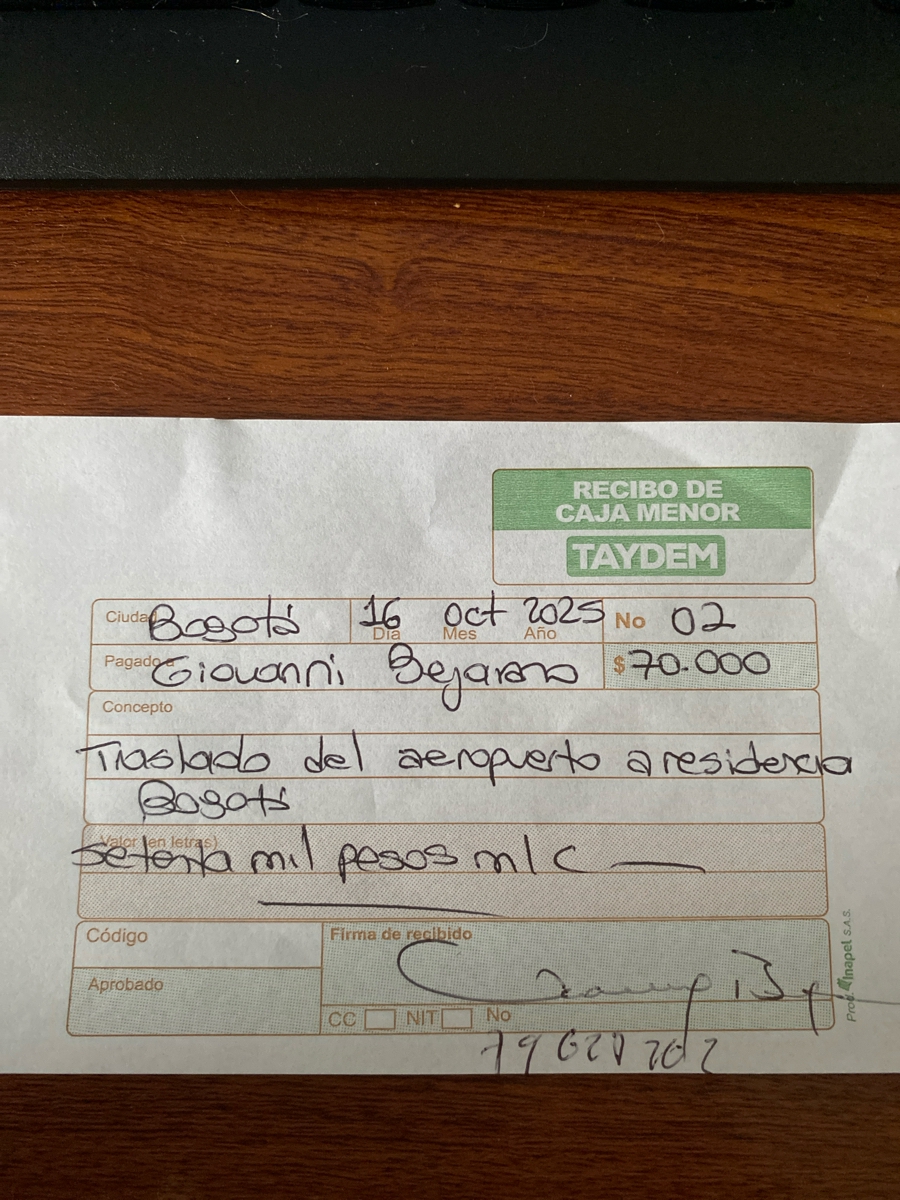 RECIBO DE
CAJA MENOR
TAYDEM
Ciudad Bogotá 16 Oct 2025 No 02
Día Mes Año
Pagado a Giovanni Bejarano $70.000
Concepto
Traslado del aeropuerto a residencia
Bogotá
Valor (en letras)
setenta mil pesos m/c
Código
Firma de recibido
Aprobado
CC NIT No
Prod. Inapel S.A.S.